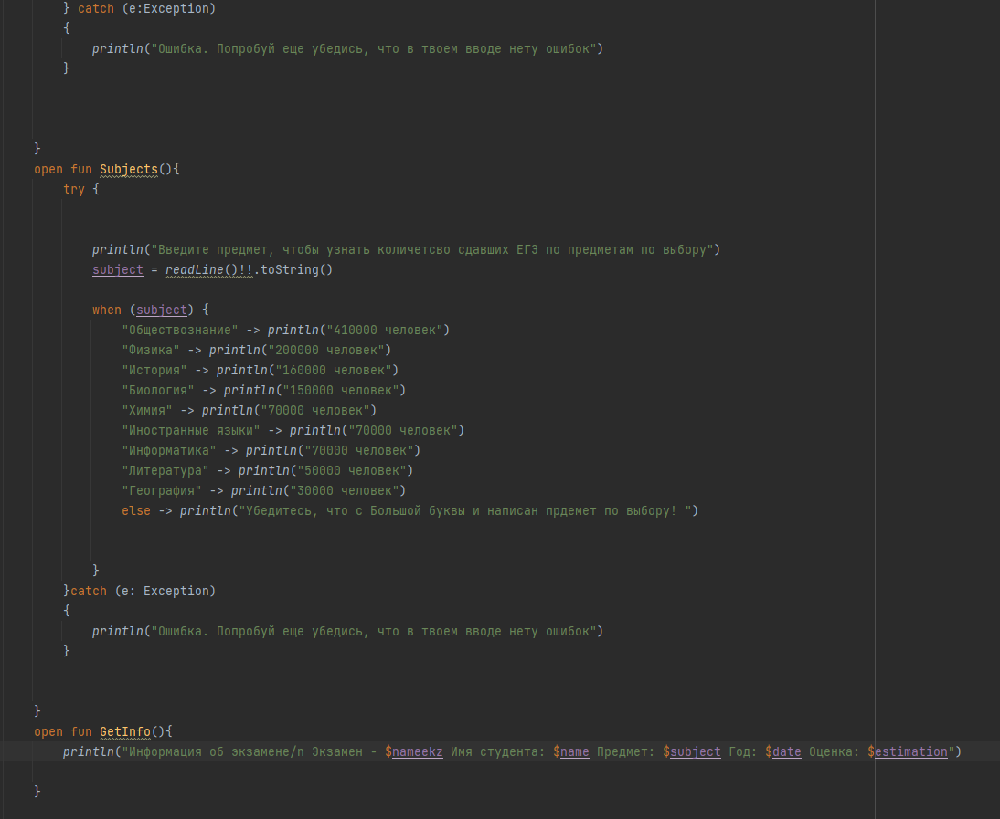 } catch (e:Exception)
{
println("Ошибка. Попробуй еще убедись, что в твоем вводе нету ошибок")
}
}
open fun Subjects(){
try {
println("Введите предмет, чтобы узнать количетсво сдавших ЕГЭ по предметам по выбору")
subject = readLine()!!.toString()
when (subject) {
"Обществознание" -> println("410000 человек")
"Физика" -> println("200000 человек")
"История" -> println("160000 человек")
"Биология" -> println("150000 человек")
"Химия" -> println("70000 человек")
"Иностранные языки" -> println("70000 человек")
"Информатика" -> println("70000 человек")
"Литература" -> println("50000 человек")
"География" -> println("30000 человек")
else -> println("Убедитесь, что с Большой буквы и написан прдемет по выбору! ")
}
}catch (e: Exception)
{
println("Ошибка. Попробуй еще убедись, что в твоем вводе нету ошибок")
}
}
open fun GetInfo(){
println("Информация об экзамене/n Экзамен - $nameekz Имя студента: $name Предмет: $subject Год: $date Оценка: $estimation")
}